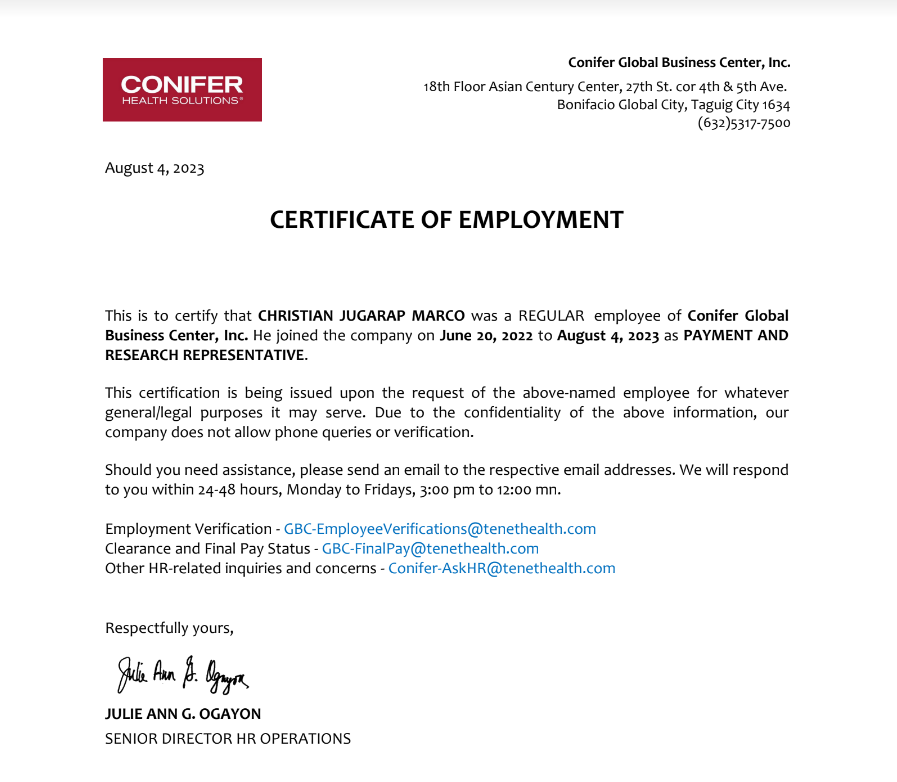 CONIFER
HEALTH SOLUTIONS®
Conifer Global Business Center, Inc.
18th Floor Asian Century Center, 27th St. cor 4th & 5th Ave.
Bonifacio Global City, Taguig City 1634
(632)5317-7500
August 4, 2023
CERTIFICATE OF EMPLOYMENT
This is to certify that CHRISTIAN JUGARAP MARCO was a REGULAR employee of Conifer Global
Business Center, Inc. He joined the company on June 20, 2022 to August 4, 2023 as PAYMENT AND
RESEARCH REPRESENTATIVE.
This certification is being issued upon the request of the above-named employee for whatever
general/legal purposes it may serve. Due to the confidentiality of the above information, our
company does not allow phone queries or verification.
Should you need assistance, please send an email to the respective email addresses. We will respond
to you within 24-48 hours, Monday to Fridays, 3:00 pm to 12:00 mn.
Employment Verification - GBC-EmployeeVerifications@tenethealth.com
Clearance and Final Pay Status - GBC-FinalPay@tenethealth.com
Other HR-related inquiries and concerns - Conifer-AskHR@tenethealth.com
Respectfully yours,
Julie Ann G. Ogayon
JULIE ANN G. OGAYON
SENIOR DIRECTOR HR OPERATIONS